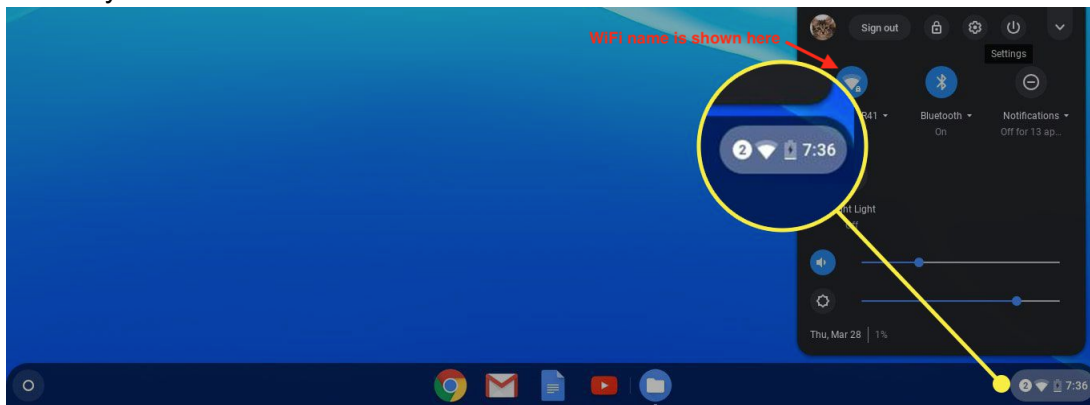 WiFi name is shown here
Sign out
Settings
R41
Bluetooth
Notifications
On
Off for 13 ap...
2 7:36
Light
Off
Thu, Mar 28 | 1%
2 7:36